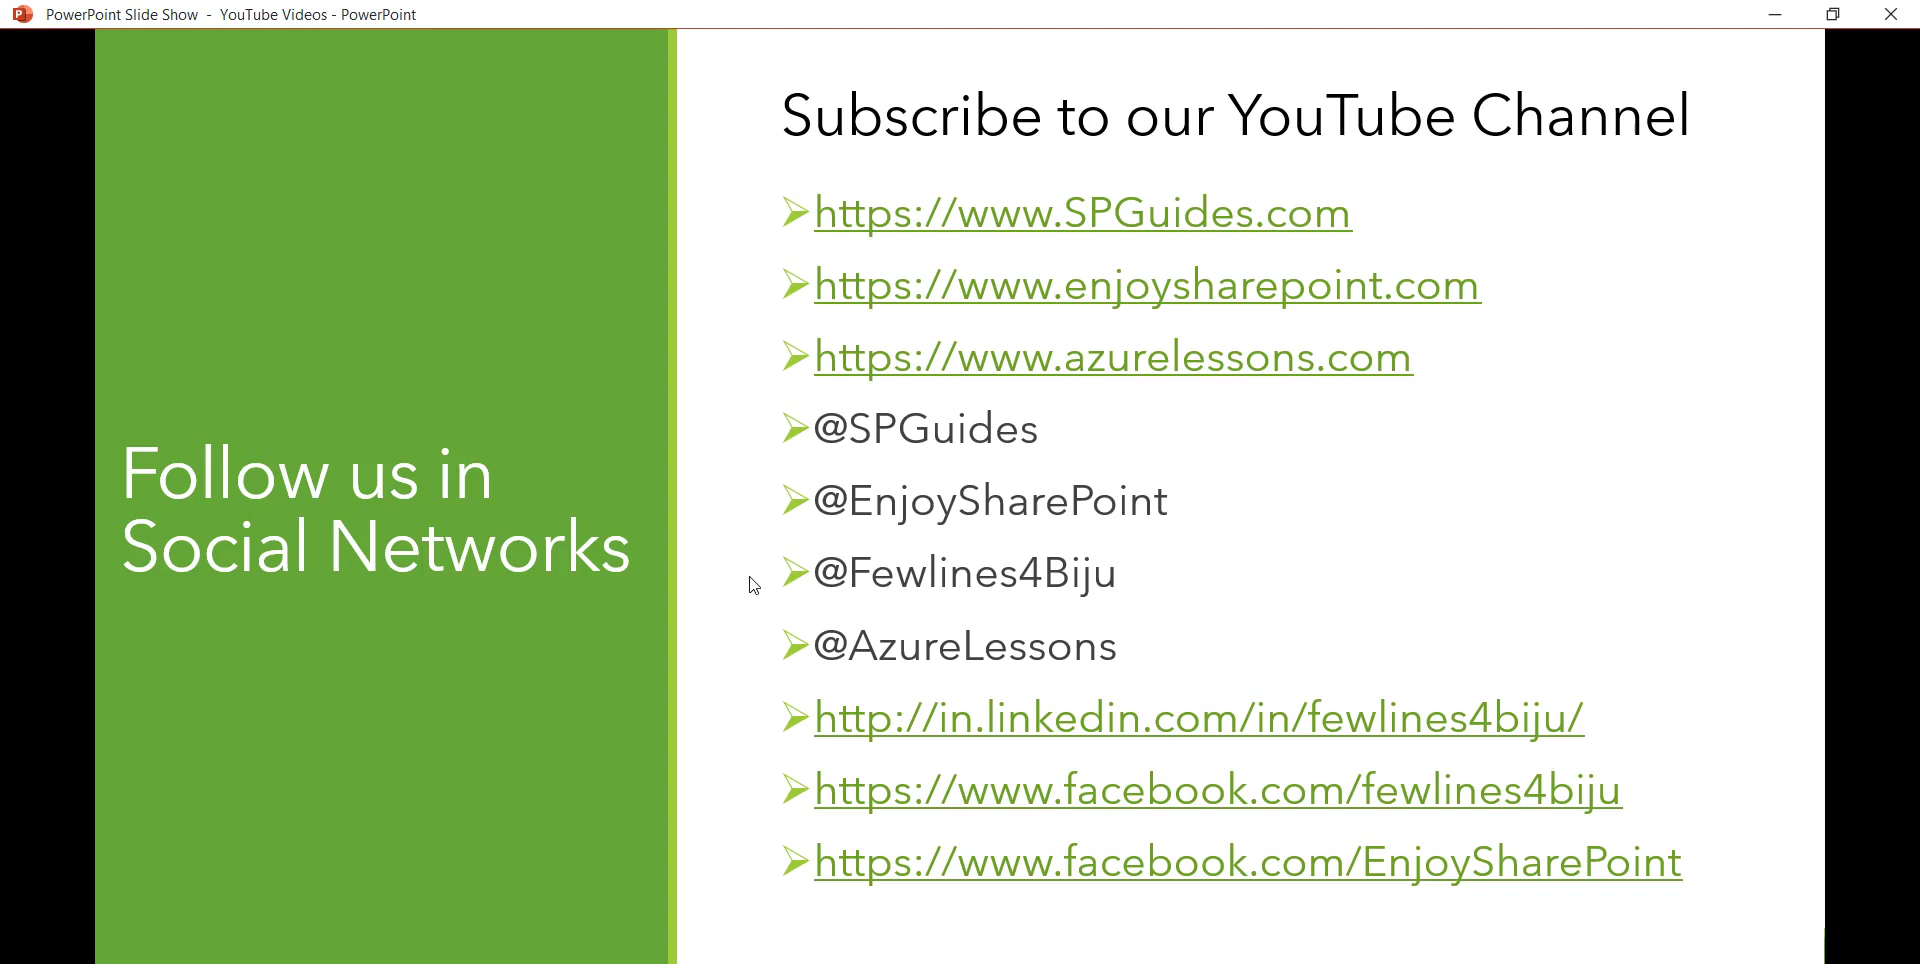 PowerPoint Slide Show - YouTube Videos - PowerPoint
Follow us in
Social Networks
Subscribe to our YouTube Channel
https://www.SPGuides.com
https://www.enjoysharepoint.com
https://www.azurelessons.com
@SPGuides
@EnjoySharePoint
@Fewlines4Biju
@AzureLessons
http://in.linkedin.com/in/fewlines4biju/
https://www.facebook.com/fewlines4biju
https://www.facebook.com/EnjoySharePoint